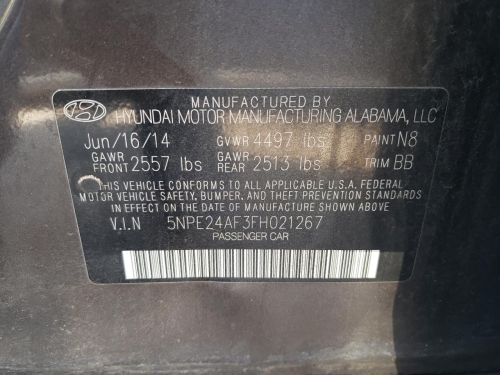 MANUFACTURED BY
HYUNDAI MOTOR MANUFACTURING ALABAMA, LLC
Jun/16/14 GVWR 4497 lbs PAINT N8
GAWR FRONT 2557 lbs GAWR REAR 2513 lbs TRIM BB
THIS VEHICLE CONFORMS TO ALL APPLICABLE U.S.A. FEDERAL
MOTOR VEHICLE SAFETY, BUMPER, AND THEFT PREVENTION STANDARDS
IN EFFECT ON THE DATE OF MANUFACTURE SHOWN ABOVE.
V.I.N 5NPE24AF3FH021267
PASSENGER CAR